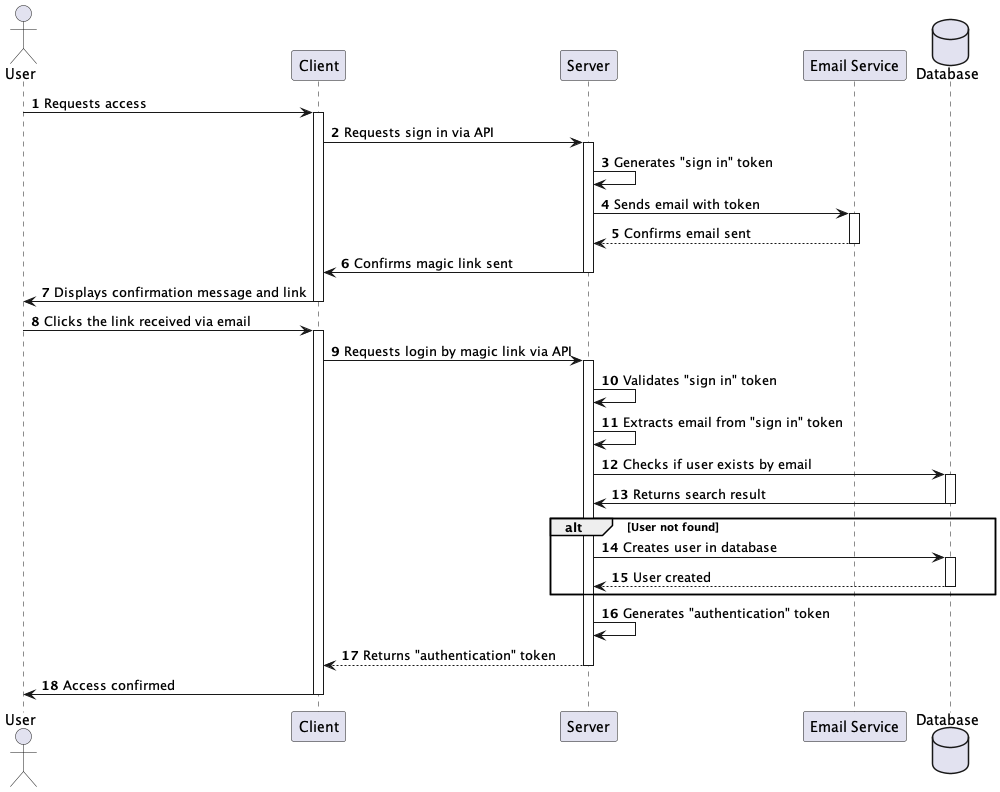 User
Client
Server
Email Service
Database
1 Requests access
2 Requests sign in via API
3 Generates "sign in" token
4 Sends email with token
5 Confirms email sent
6 Confirms magic link sent
7 Displays confirmation message and link
8 Clicks the link received via email
9 Requests login by magic link via API
10 Validates "sign in" token
11 Extracts email from "sign in" token
12 Checks if user exists by email
13 Returns search result
alt [User not found]
14 Creates user in database
15 User created
16 Generates "authentication" token
17 Returns "authentication" token
18 Access confirmed
User
Client
Server
Email Service
Database